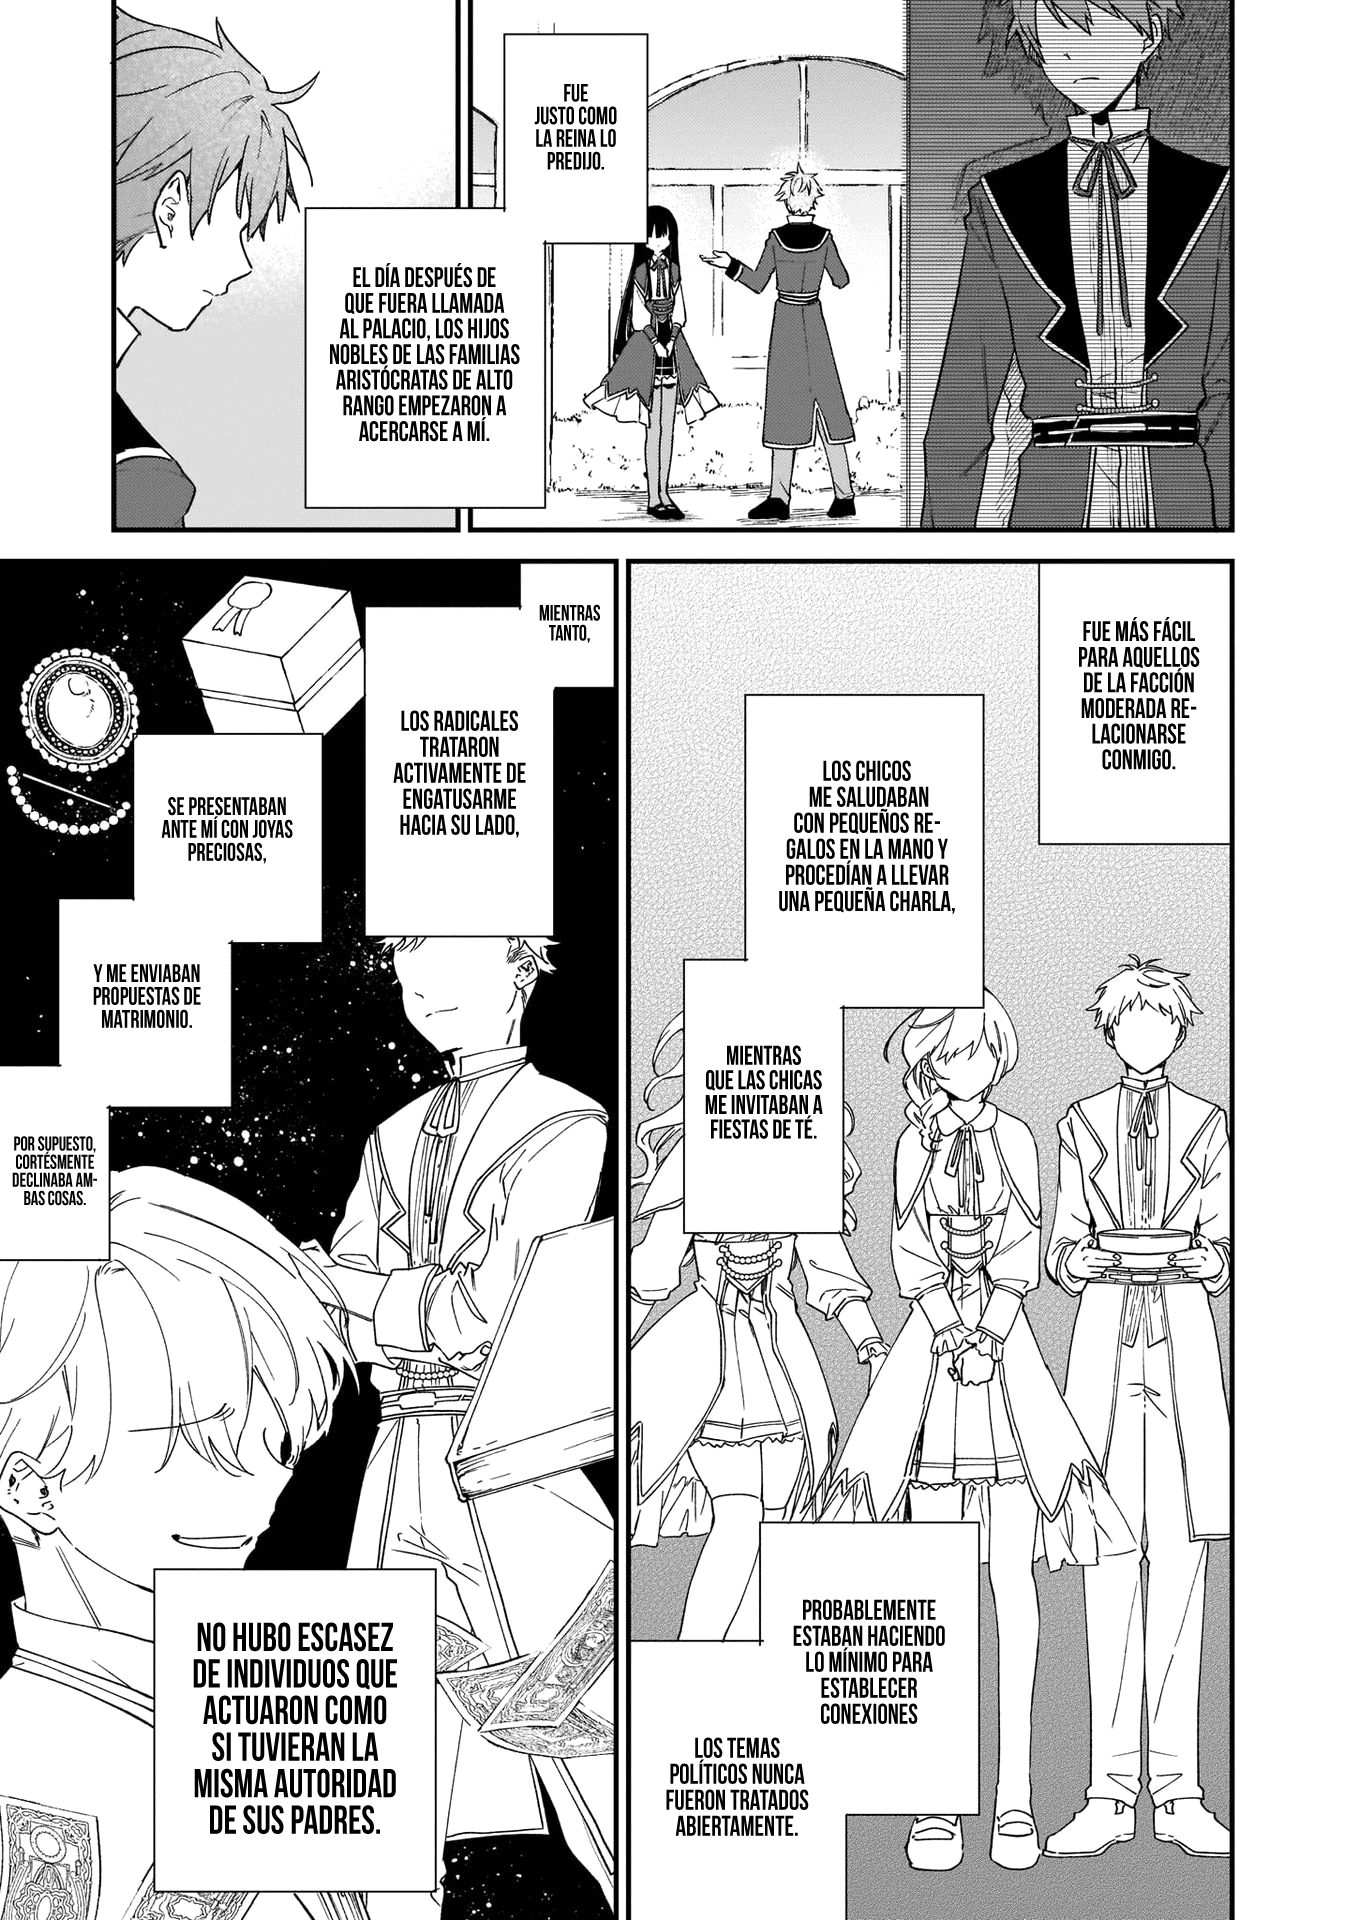 FUE
JUSTO COMO
LA REINA LO
PREDIJO.
EL DÍA DESPUÉS DE
QUE FUERA LLAMADA
AL PALACIO, LOS HIJOS
NOBLES DE LAS FAMILIAS
ARISTÓCRATAS DE ALTO
RANGO EMPEZARON A
ACERCARSE A MÍ.
FUE MÁS FÁCIL
PARA AQUELLOS
DE LA FACCIÓN
MODERADA RE-
LACIONARSE
CONMIGO.
LOS CHICOS
ME SALUDABAN
CON PEQUEÑOS RE-
GALOS EN LA MANO Y
PROCEDÍAN A LLEVAR
UNA PEQUEÑA CHARLA,
MIENTRAS
QUE LAS CHICAS
ME INVITABAN A
FIESTAS DE TÉ.
PROBABLEMENTE
ESTABAN HACIENDO
LO MÍNIMO PARA
ESTABLECER
CONEXIONES
LOS TEMAS
POLÍTICOS NUNCA
FUERON TRATADOS
ABIERTAMENTE.
MIENTRAS
TANTO,
LOS RADICALES
TRATARON
ACTIVAMENTE DE
ENGATUSARME
HACIA SU LADO,
SE PRESENTABAN
ANTE MÍ CON JOYAS
PRECIOSAS,
Y ME ENVIABAN
PROPUESTAS DE
MATRIMONIO.
POR SUPUESTO,
CORTÉSMENTE
DECLINABA AM-
BAS COSAS.
NO HUBO ESCASEZ
DE INDIVIDUOS QUE
ACTUARON COMO
SI TUVIERAN LA
MISMA AUTORIDAD
DE SUS PADRES.